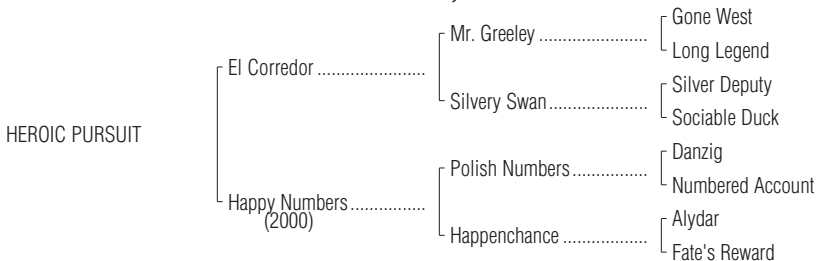 Gone West
Mr. Greeley .......................
Long Legend
El Corredor .......................
Silver Deputy
Silvery Swan.....................
Sociable Duck
HEROIC PURSUIT
Danzig
Polish Numbers................
Numbered Account
Happy Numbers................
(2000)
Alydar
Happenchance ..................
Fate's Reward